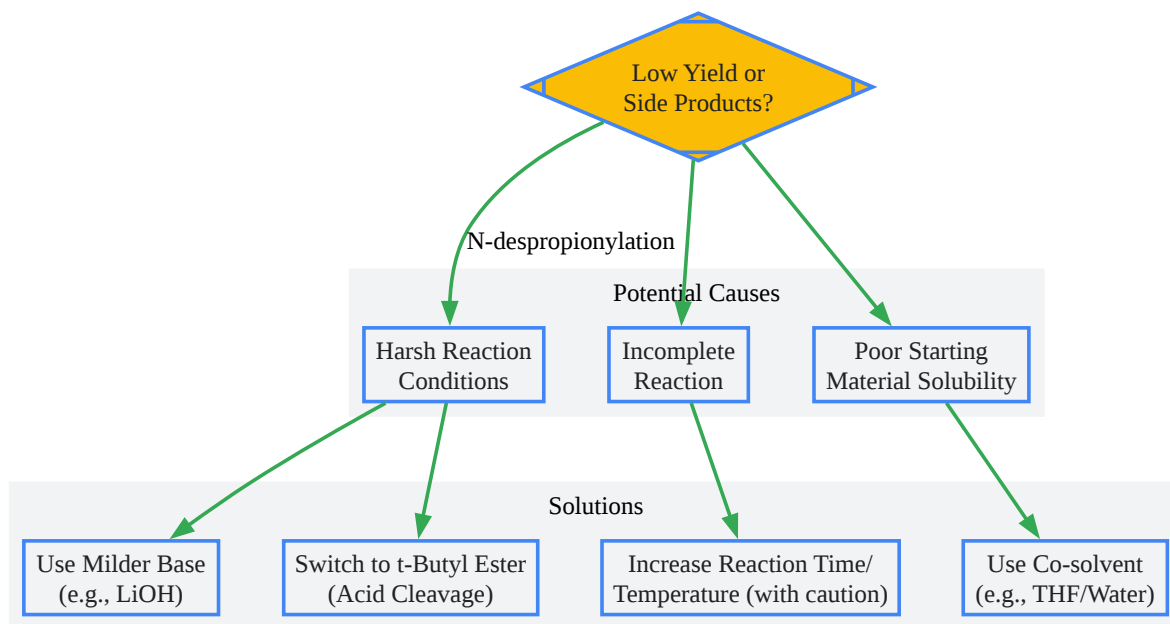 Low Yield or
Side Products?
N-despropionylation
Potential Causes
Harsh Reaction
Conditions
Incomplete
Reaction
Poor Starting
Material Solubility
Solutions
Use Milder Base
(e.g., LiOH)
Switch to t-Butyl Ester
(Acid Cleavage)
Increase Reaction Time/
Temperature (with caution)
Use Co-solvent
(e.g., THF/Water)